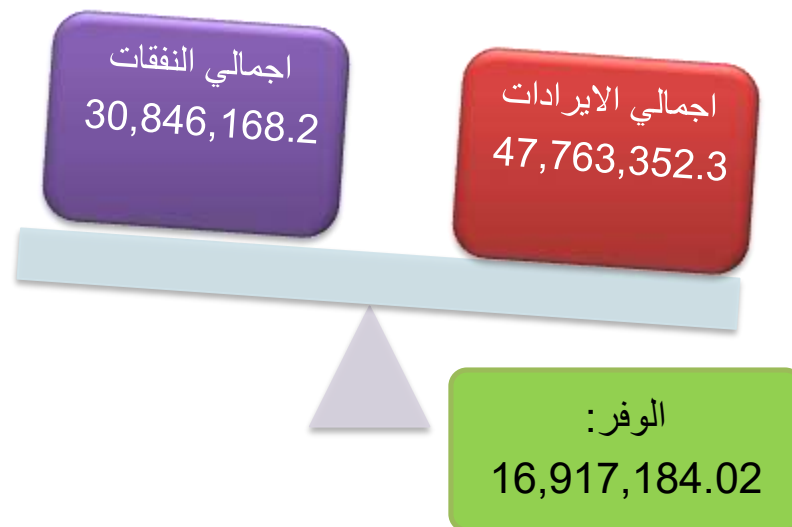 اجمالي النفقات
30,846,168.2
اجمالي الايرادات
47,763,352.3
الوفر:
16,917,184.02